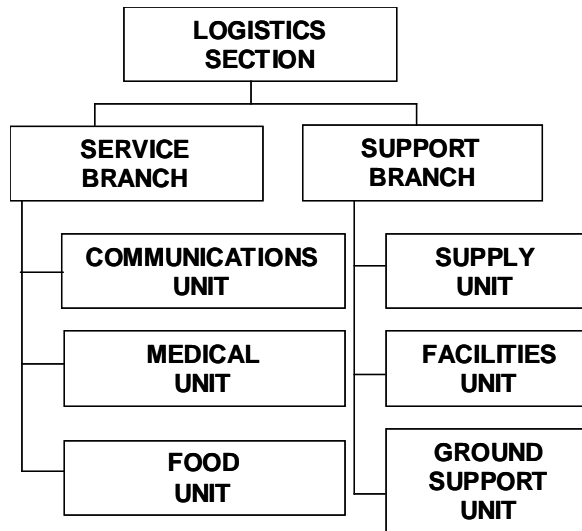 LOGISTICS
SECTION
SERVICE
BRANCH
SUPPORT
BRANCH
COMMUNICATIONS
UNIT
MEDICAL
UNIT
FOOD
UNIT
SUPPLY
UNIT
FACILITIES
UNIT
GROUND
SUPPORT
UNIT